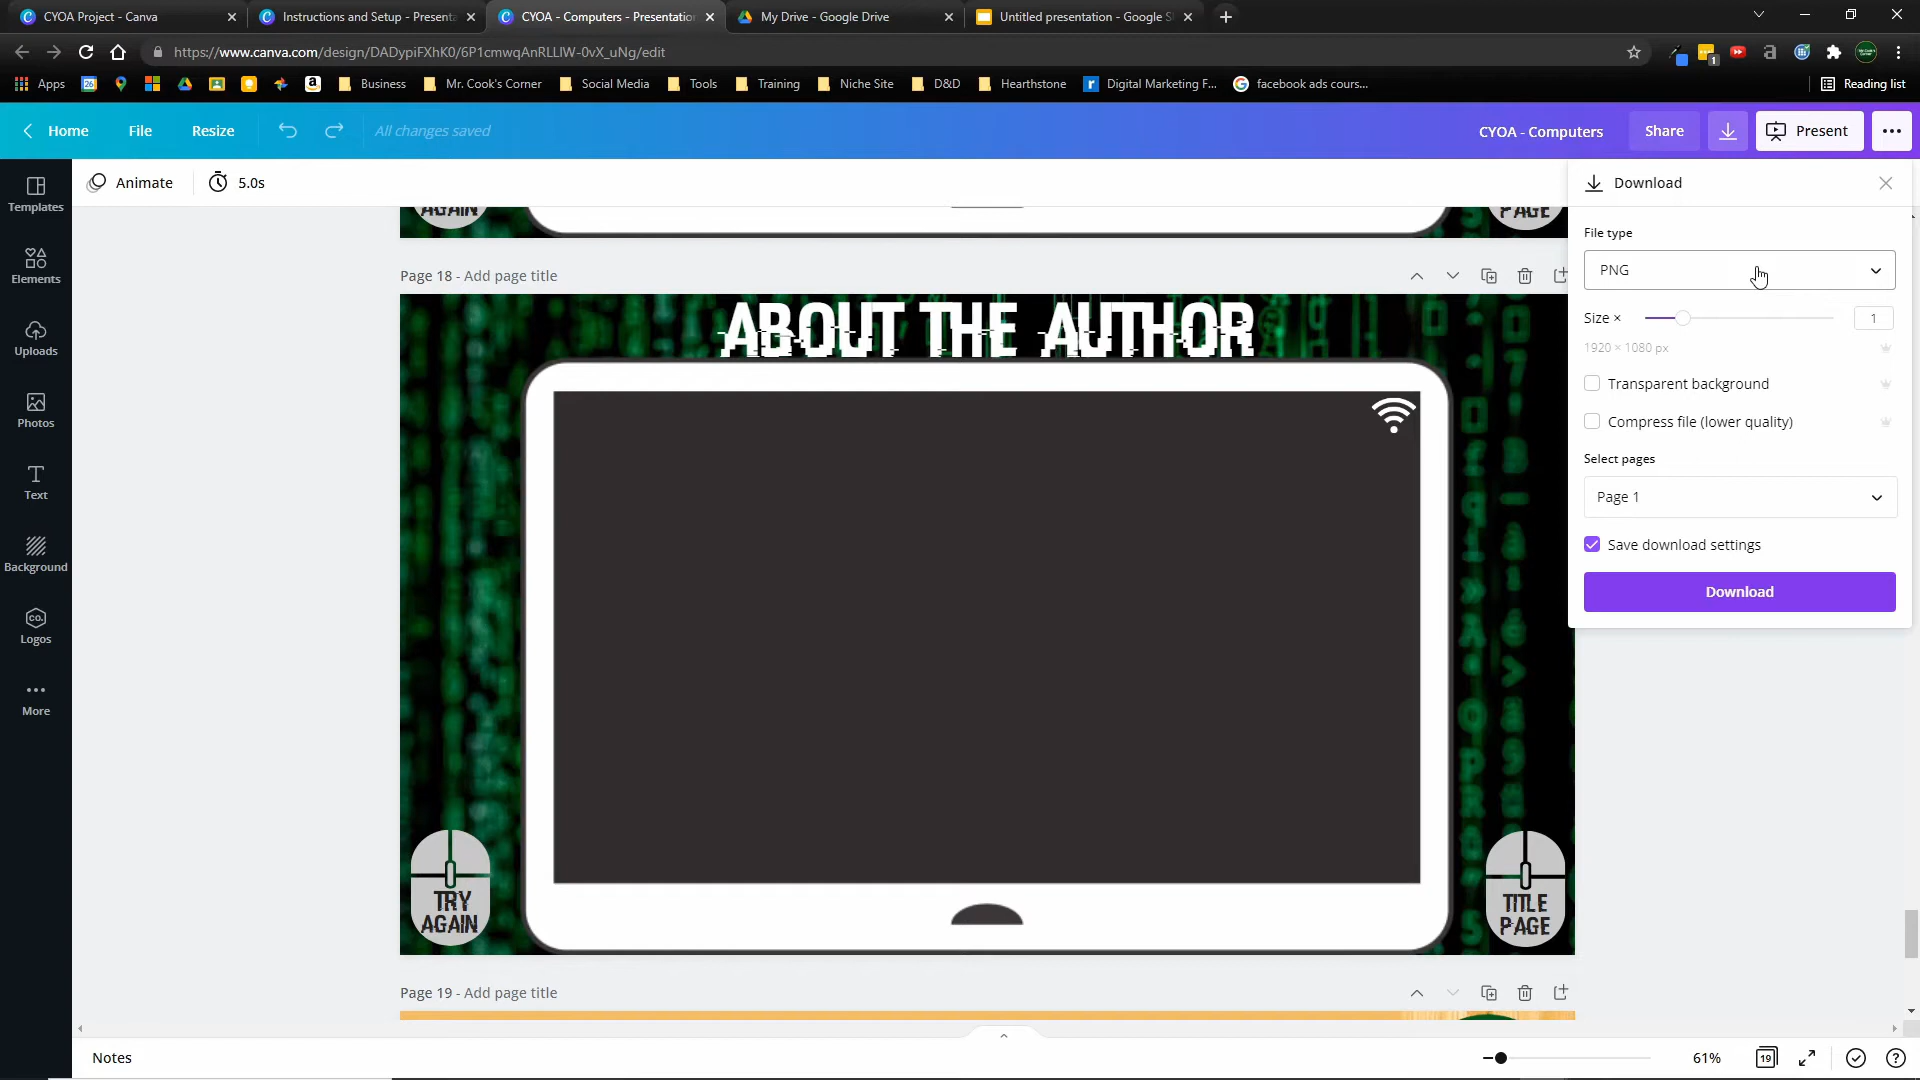 CYOA Project - Canva
Instructions and Setup - Presenta
CYOA - Computers - Presentation
My Drive - Google Drive
Untitled presentation - Google S
https://www.canva.com/design/DADypiFXhK0/6P1cmwqAnRLLIW-0vX_uNg/edit
1
Apps
26
Business
Mr. Cook's Corner
Social Media
Tools
Training
Niche Site
D&D
Hearthstone
Digital Marketing F...
facebook ads cours...
Reading list
Home
File
Resize
All changes saved
CYOA - Computers
Share
Present
Animate
5.0s
Download
Templates
Elements
Uploads
Photos
Text
Background
CO.
Logos
More
AGAIN
PAGE
Page 18 - Add page title
ABOUT THE AUTHOR
TRY
AGAIN
TITLE
PAGE
File type
PNG
Size ×
1
1920 × 1080 px
Transparent background
Compress file (lower quality)
Select pages
Page 1
Save download settings
Download
Page 19 - Add page title
Notes
61%
19